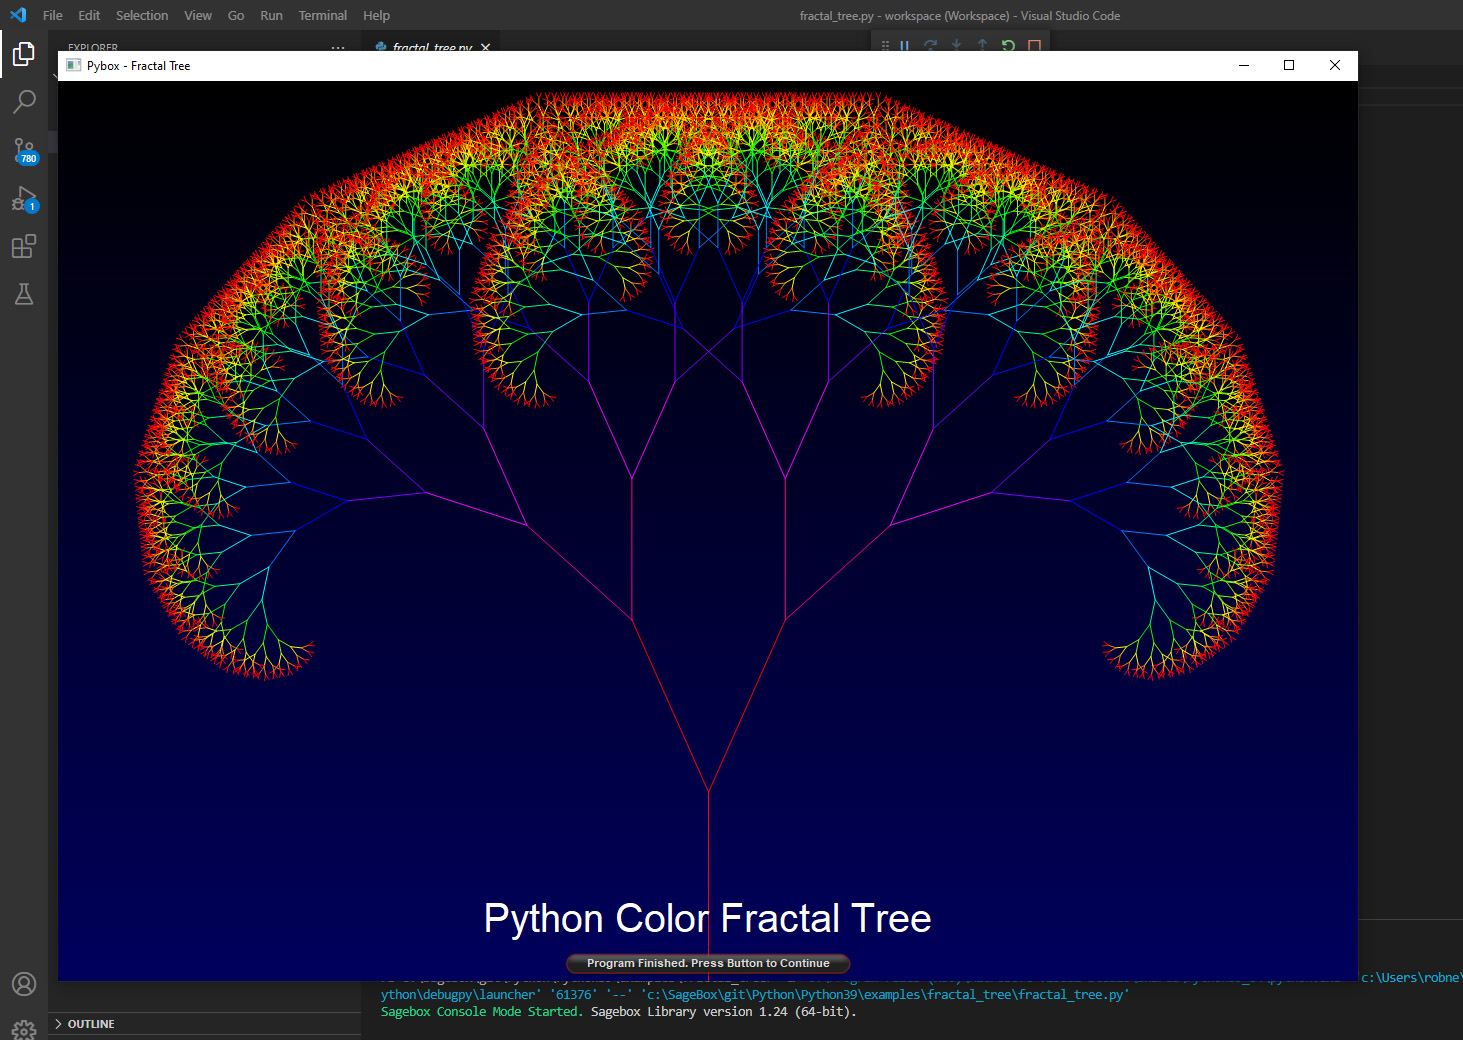 File Edit Selection View Go Run Terminal Help
fractal_tree.py - workspace (Workspace) - Visual Studio Code
EXPLORER
fractal_tree.py
Pybox - Fractal Tree
780
1
Python Color Fractal Tree
Program Finished. Press Button to Continue
'c:\Users\robne
ython\debugpy\launcher' '61376' '--' 'c:\SageBox\git\Python\Python39\examples\fractal_tree\fractal_tree.py'
Sagebox Console Mode Started. Sagebox Library version 1.24 (64-bit).
OUTLINE